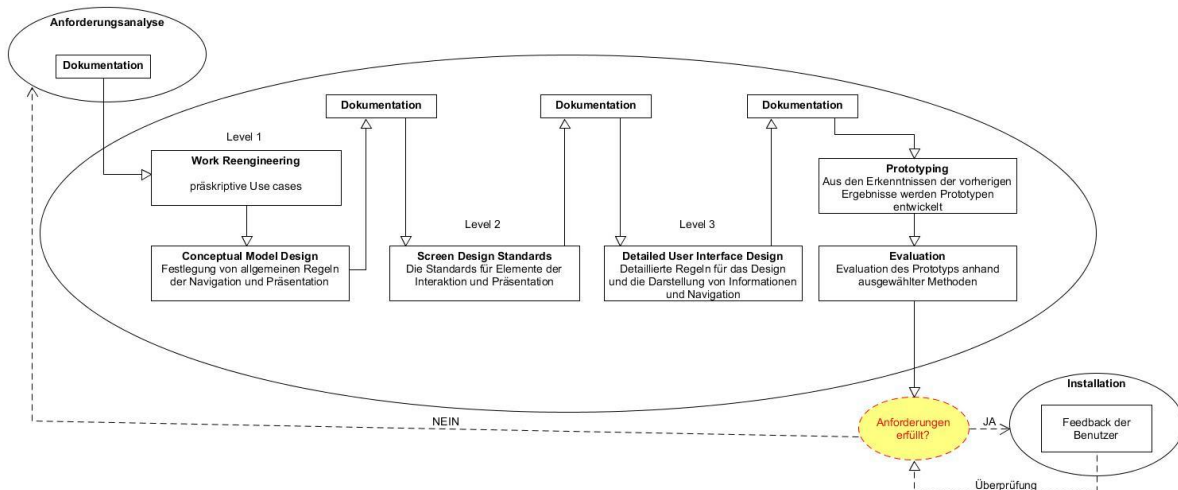 Anforderungsanalyse
Dokumentation
Level 1
Work Reengineering
präskriptive Use cases
Conceptual Model Design
Festlegung von allgemeinen Regeln
der Navigation und Präsentation
Dokumentation
Level 2
Screen Design Standards
Die Standards für Elemente der
Interaktion und Präsentation
Dokumentation
Level 3
Detailed User Interface Design
Detaillierte Regeln für das Design
und die Darstellung von Informationen
und Navigation
Dokumentation
Prototyping
Aus den Erkenntnissen der vorherigen
Ergebnisse werden Prototypen
entwickelt
Evaluation
Evaluation des Prototyps anhand
ausgewählter Methoden
Anforderungen
erfüllt?
NEIN
JA
Installation
Feedback der
Benutzer
Überprüfung